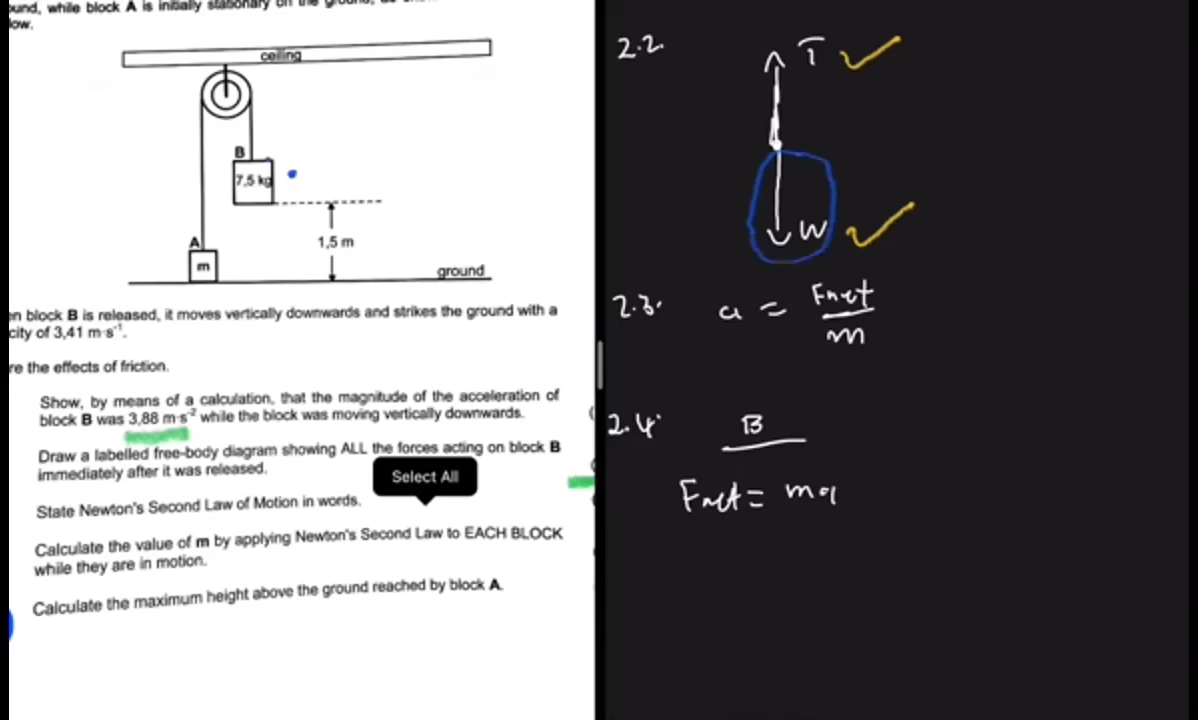 ound, while block A is initially stationary on the ground, as
low.
ceiling
B
7,5 kg
A
1,5 m
m
ground
en block B is released, it moves vertically downwards and strikes the ground with a
city of 3,41 m·s⁻¹.
re the effects of friction.
Show, by means of a calculation, that the magnitude of the acceleration of
block B was 3,88 m·s⁻² while the block was moving vertically downwards.
Draw a labelled free-body diagram showing ALL the forces acting on block B
immediately after it was released.
Select All
State Newton's Second Law of Motion in words.
Calculate the value of m by applying Newton's Second Law to EACH BLOCK
while they are in motion.
Calculate the maximum height above the ground reached by block A.
2.2.
T
W
2.3. a = Fnet
m
2.4. B
Fnet = ma